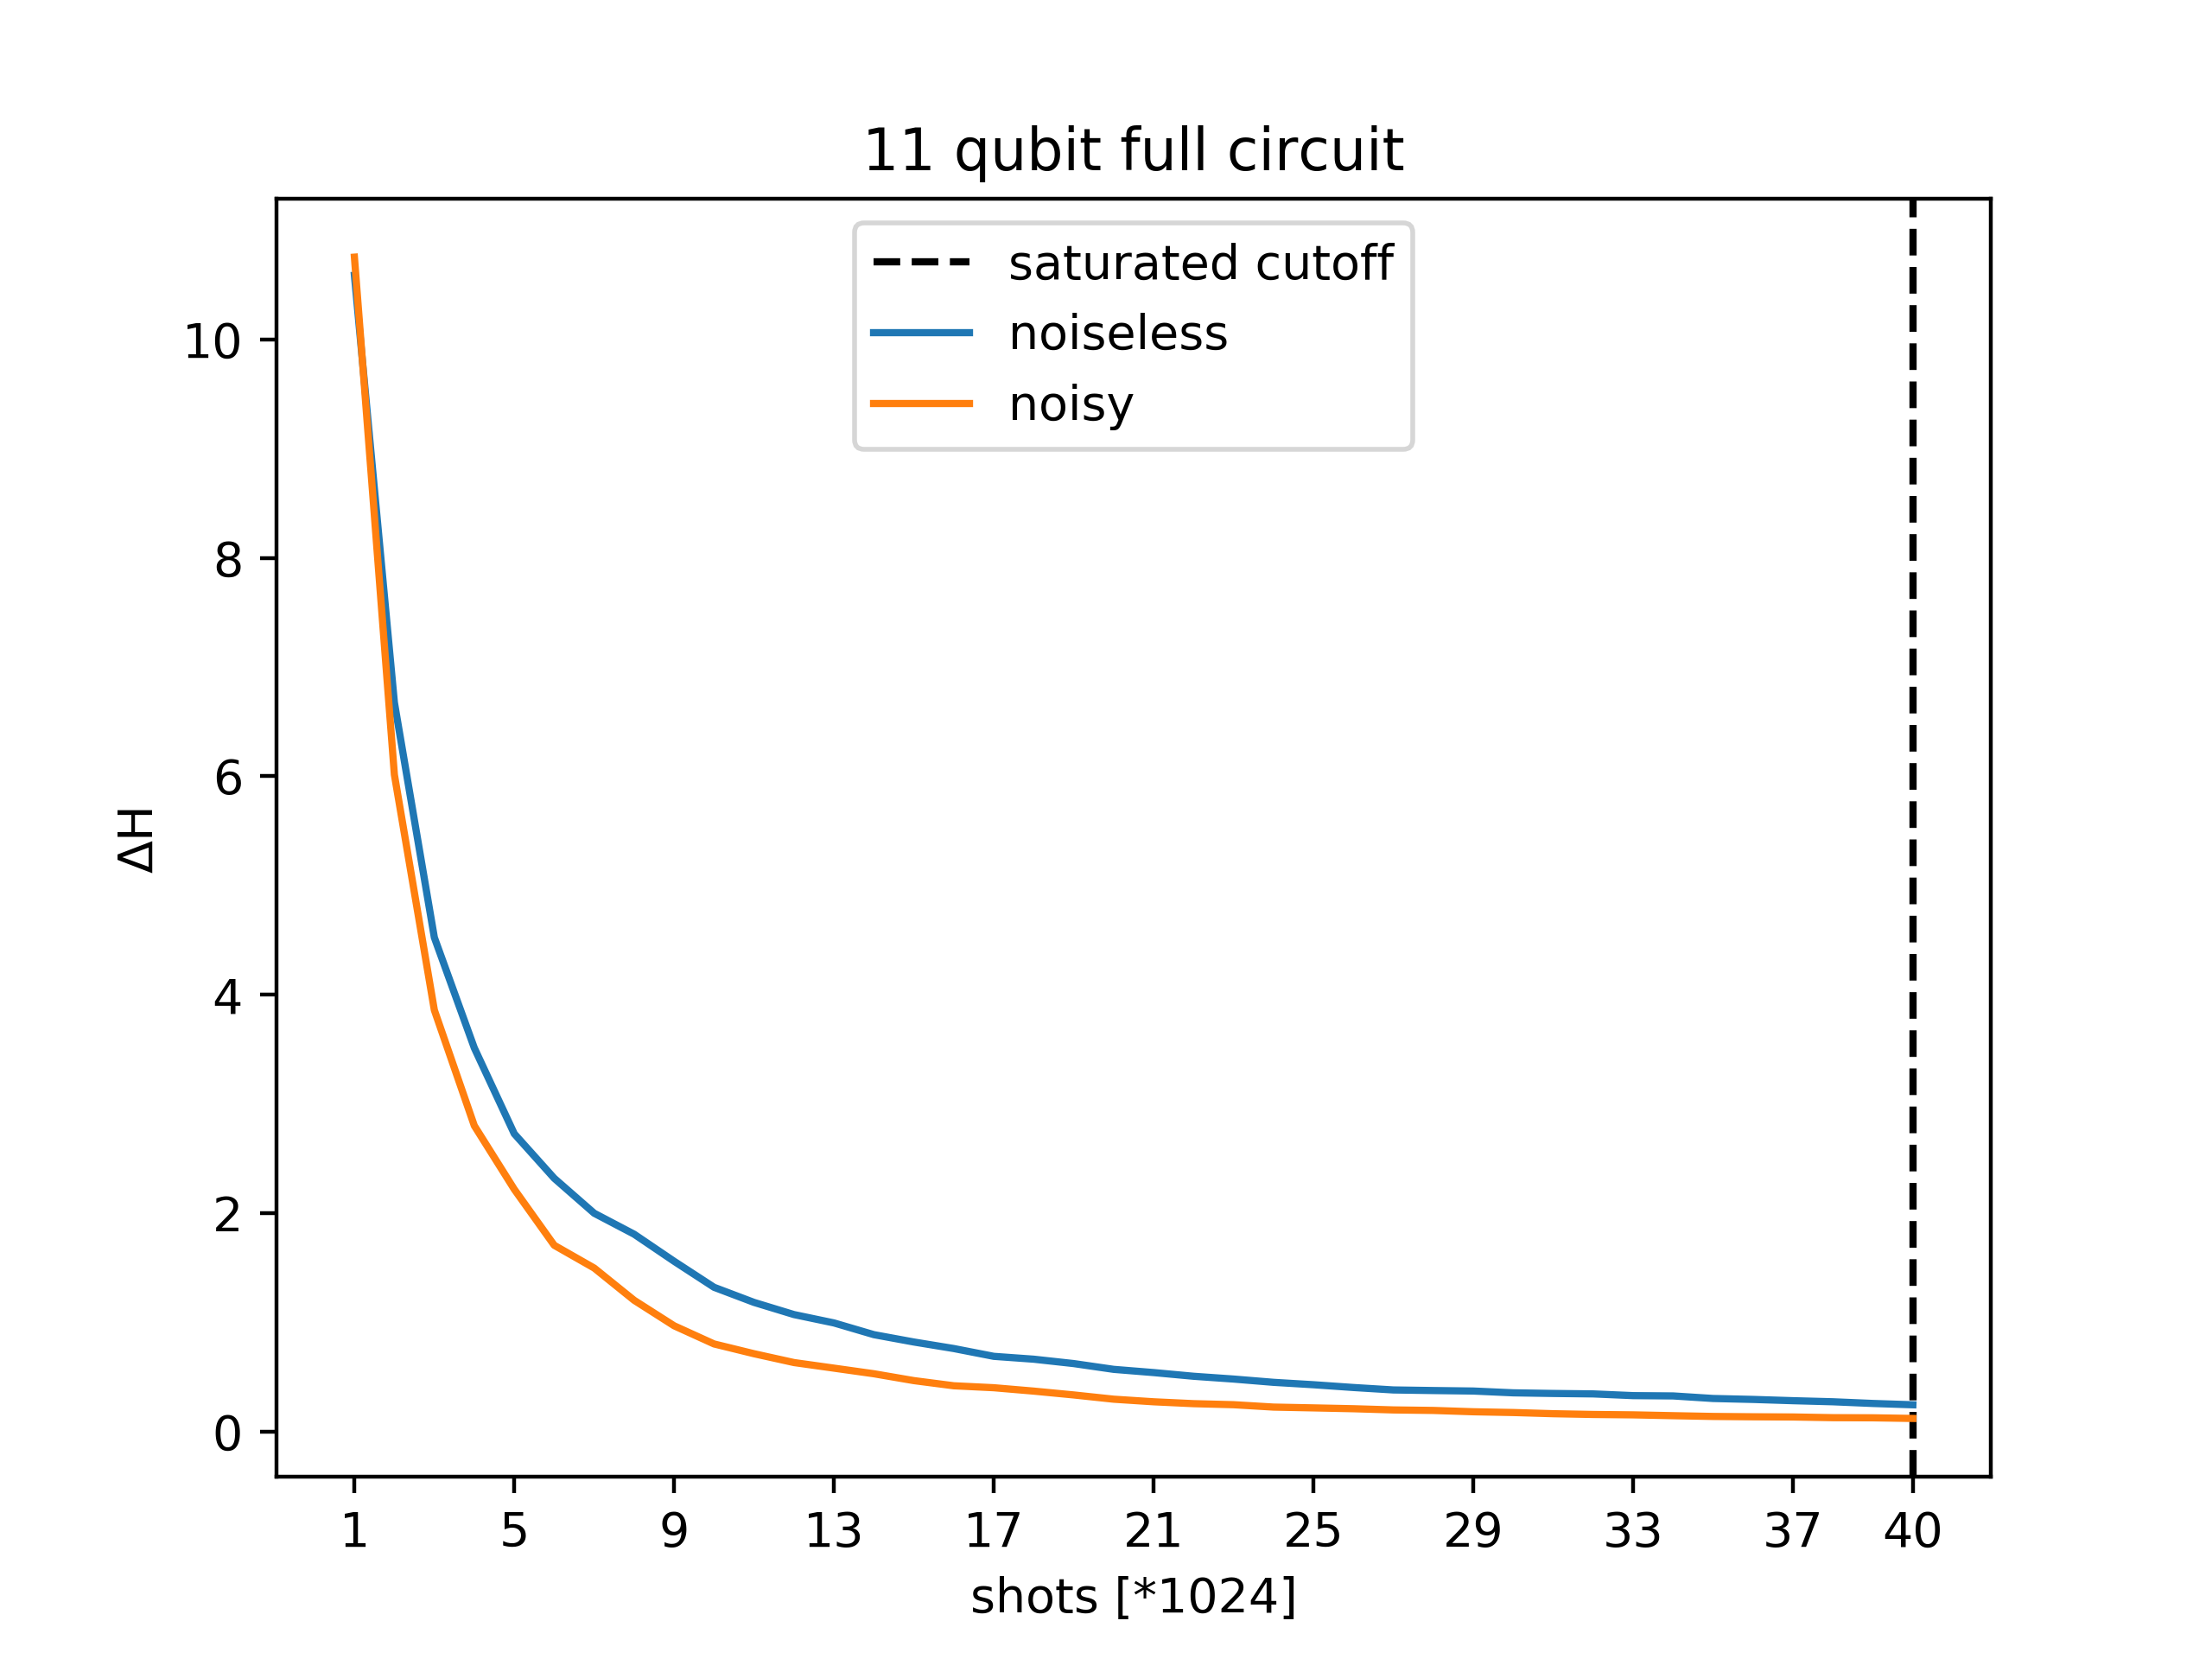 11 qubit full circuit
saturated cutoff
noiseless
noisy
10
8
6
4
2
0
ΔH
1 5 9 13 17 21 25 29 33 37 40
shots [*1024]